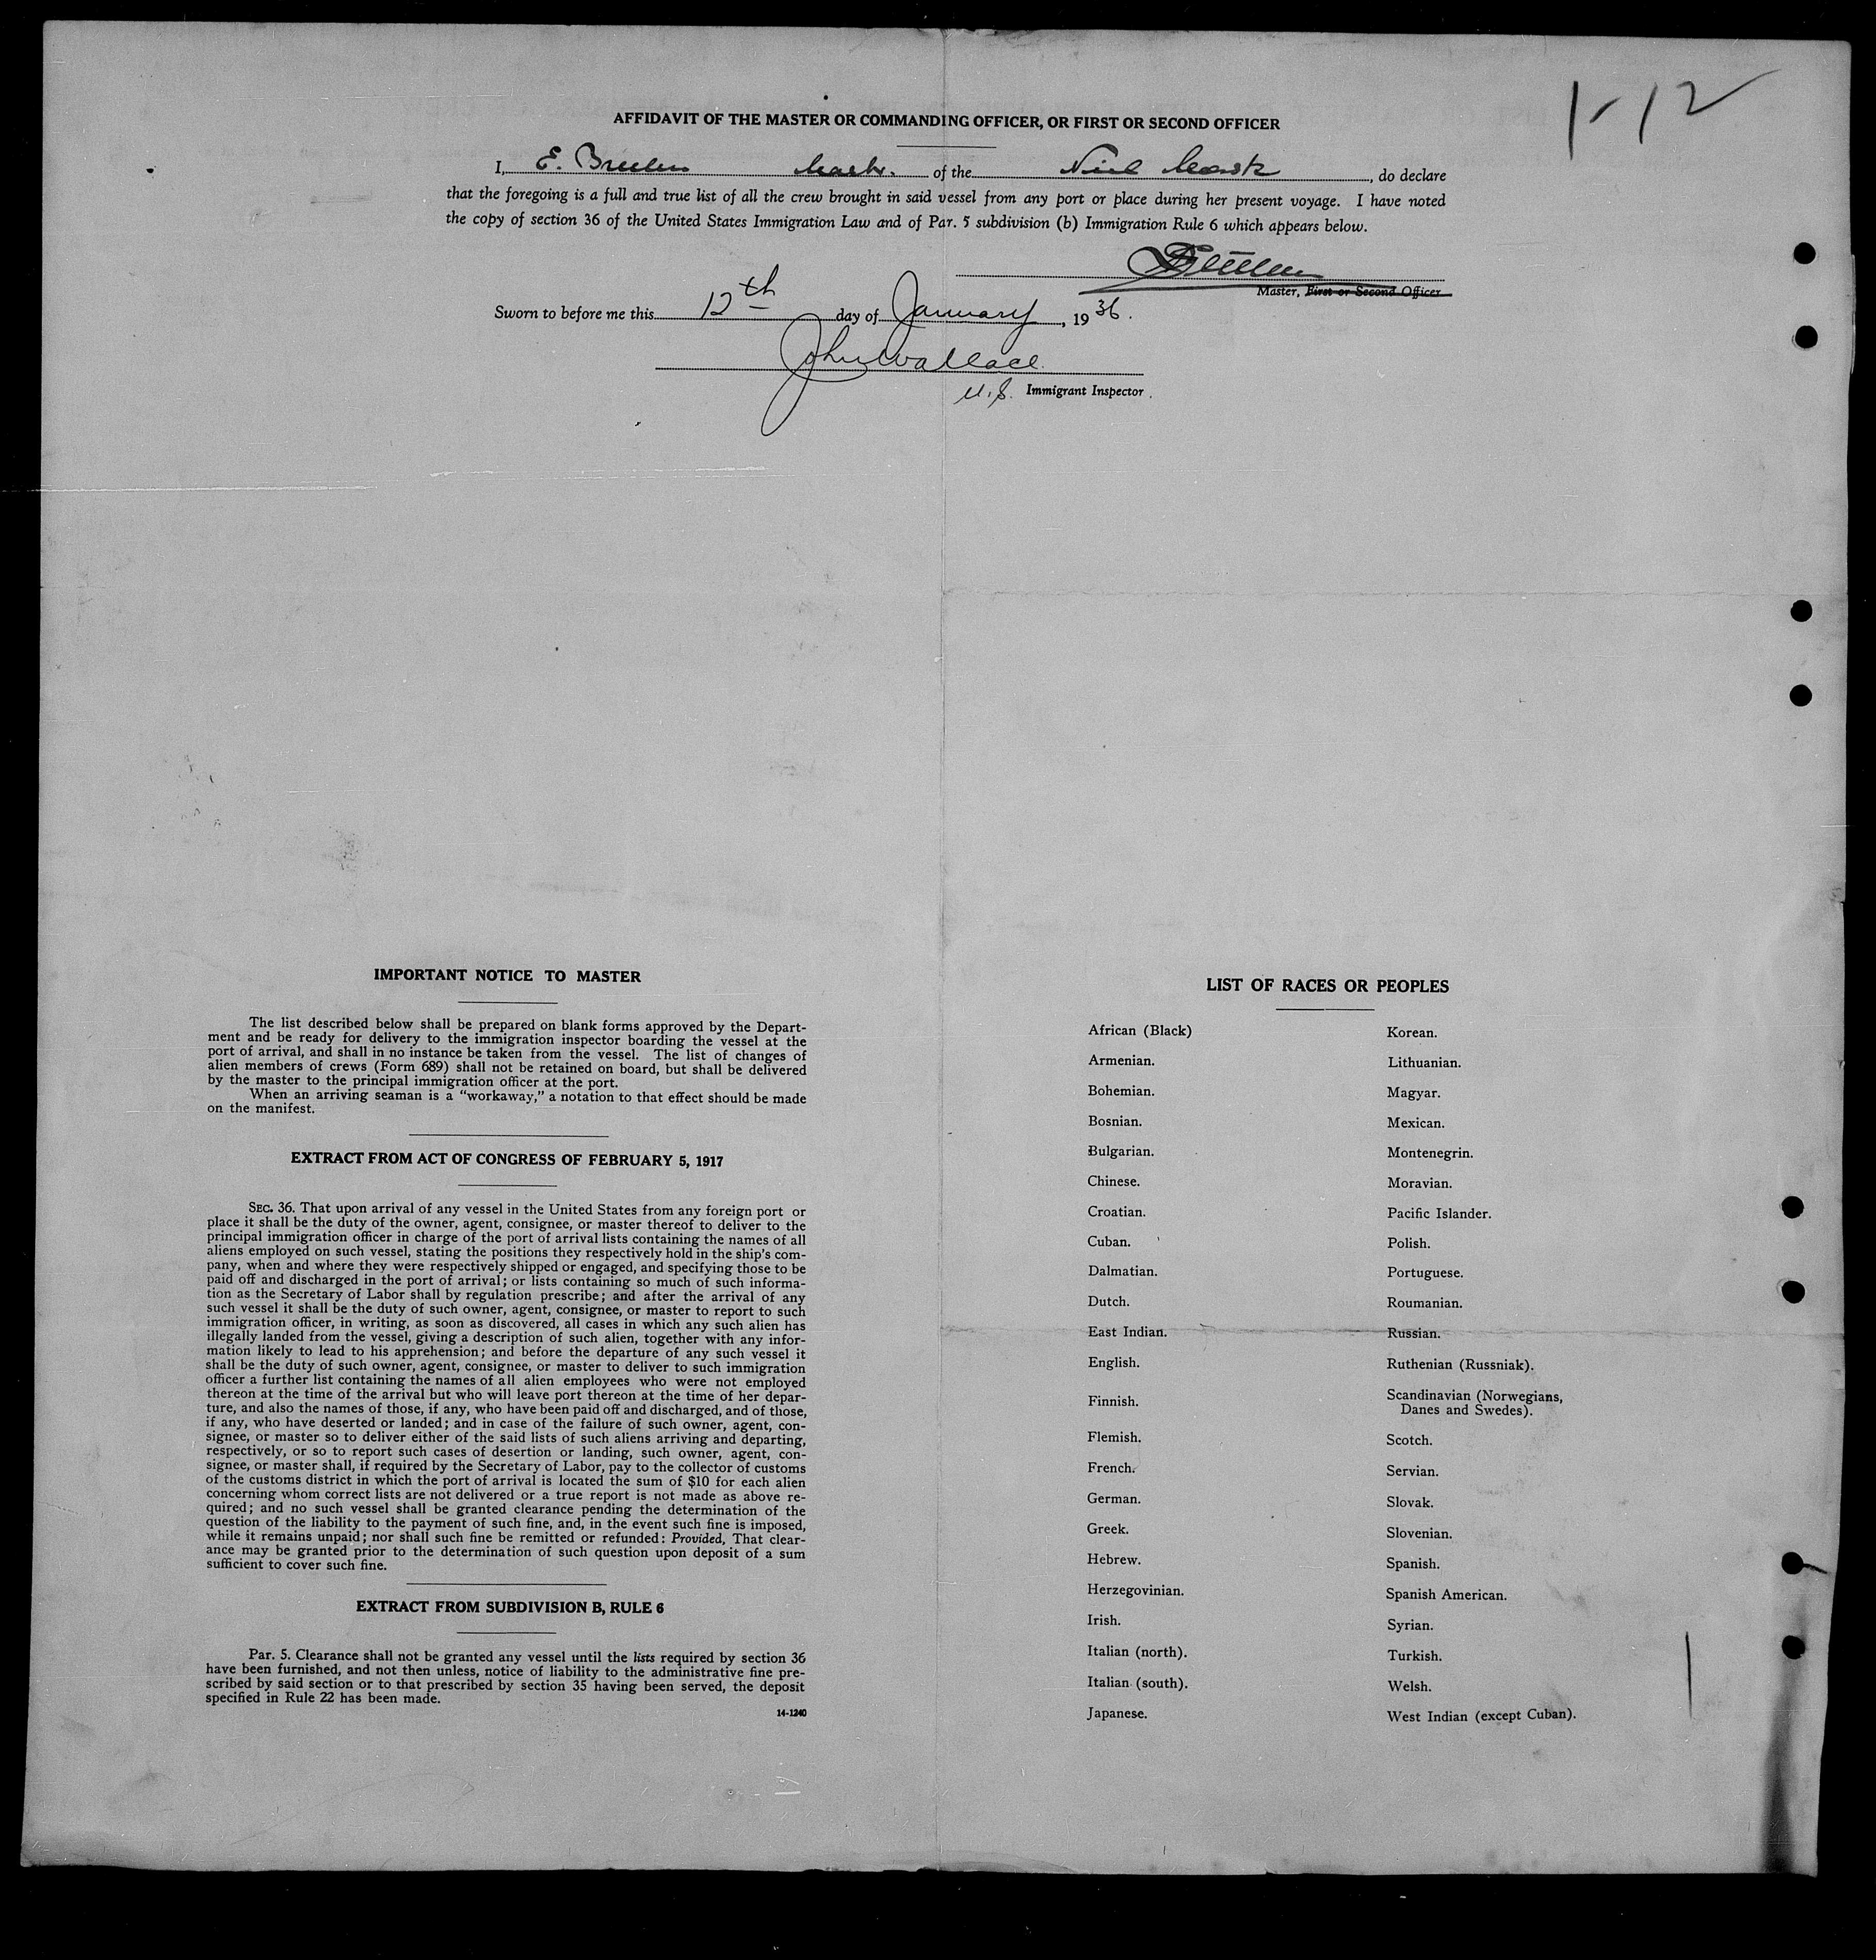 1-12
AFFIDAVIT OF THE MASTER OR COMMANDING OFFICER, OR FIRST OR SECOND OFFICER
I, E. of the , do declare
that the foregoing is a full and true list of all the crew brought in said vessel from any port or place during her present voyage. I have noted
the copy of section 36 of the United States Immigration Law and of Par. 5 subdivision (b) Immigration Rule 6 which appears below.
Master, First or Second Officer
Sworn to before me this 12th day of January, 1936.
John Wallace
U.S. Immigrant Inspector.
IMPORTANT NOTICE TO MASTER
The list described below shall be prepared on blank forms approved by the Depart-
ment and be ready for delivery to the immigration inspector boarding the vessel at the
port of arrival, and shall in no instance be taken from the vessel. The list of changes of
alien members of crews (Form 689) shall not be retained on board, but shall be delivered
by the master to the principal immigration officer at the port.
When an arriving seaman is a "workaway," a notation to that effect should be made
on the manifest.
EXTRACT FROM ACT OF CONGRESS OF FEBRUARY 5, 1917
SEC. 36. That upon arrival of any vessel in the United States from any foreign port or
place it shall be the duty of the owner, agent, consignee, or master thereof to deliver to the
principal immigration officer in charge of the port of arrival lists containing the names of all
aliens employed on such vessel, stating the positions they respectively hold in the ship's com-
pany, when and where they were respectively shipped or engaged, and specifying those to be
paid off and discharged in the port of arrival; or lists containing so much of such informa-
tion as the Secretary of Labor shall by regulation prescribe; and after the arrival of any
such vessel it shall be the duty of such owner, agent, consignee, or master to report to such
immigration officer, in writing, as soon as discovered, all cases in which any such alien has
illegally landed from the vessel, giving a description of such alien, together with any infor-
mation likely to lead to his apprehension; and before the departure of any such vessel it
shall be the duty of such owner, agent, consignee, or master to deliver to such immigration
officer a further list containing the names of all alien employees who were not employed
thereon at the time of the arrival but who will leave port thereon at the time of her depar-
ture, and also the names of those, if any, who have been paid off and discharged, and of those,
if any, who have deserted or landed; and in case of the failure of such owner, agent, con-
signee, or master so to deliver either of the said lists of such aliens arriving and departing,
respectively, or so to report such cases of desertion or landing, such owner, agent, con-
signee, or master shall, if required by the Secretary of Labor, pay to the collector of customs
of the customs district in which the port of arrival is located the sum of $10 for each alien
concerning whom correct lists are not delivered or a true report is not made as above re-
quired; and no such vessel shall be granted clearance pending the determination of the
question of the liability to the payment of such fine, and, in the event such fine is imposed,
while it remains unpaid; nor shall such fine be remitted or refunded: Provided, That clear-
ance may be granted prior to the determination of such question upon deposit of a sum
sufficient to cover such fine.
EXTRACT FROM SUBDIVISION B, RULE 6
Par. 5. Clearance shall not be granted any vessel until the lists required by section 36
have been furnished, and not then unless, notice of liability to the administrative fine pre-
scribed by said section or to that prescribed by section 35 having been served, the deposit
specified in Rule 22 has been made.
14-1240
LIST OF RACES OR PEOPLES
African (Black)
Armenian.
Bohemian.
Bosnian.
Bulgarian.
Chinese.
Croatian.
Cuban.
Dalmatian.
Dutch.
East Indian.
English.
Finnish.
Flemish.
French.
German.
Greek.
Hebrew.
Herzegovinian.
Irish.
Italian (north).
Italian (south).
Japanese.
Korean.
Lithuanian.
Magyar.
Mexican.
Montenegrin.
Moravian.
Pacific Islander.
Polish.
Portuguese.
Roumanian.
Russian.
Ruthenian (Russniak).
Scandinavian (Norwegians,
Danes and Swedes).
Scotch.
Servian.
Slovak.
Slovenian.
Spanish.
Spanish American.
Syrian.
Turkish.
Welsh.
West Indian (except Cuban).